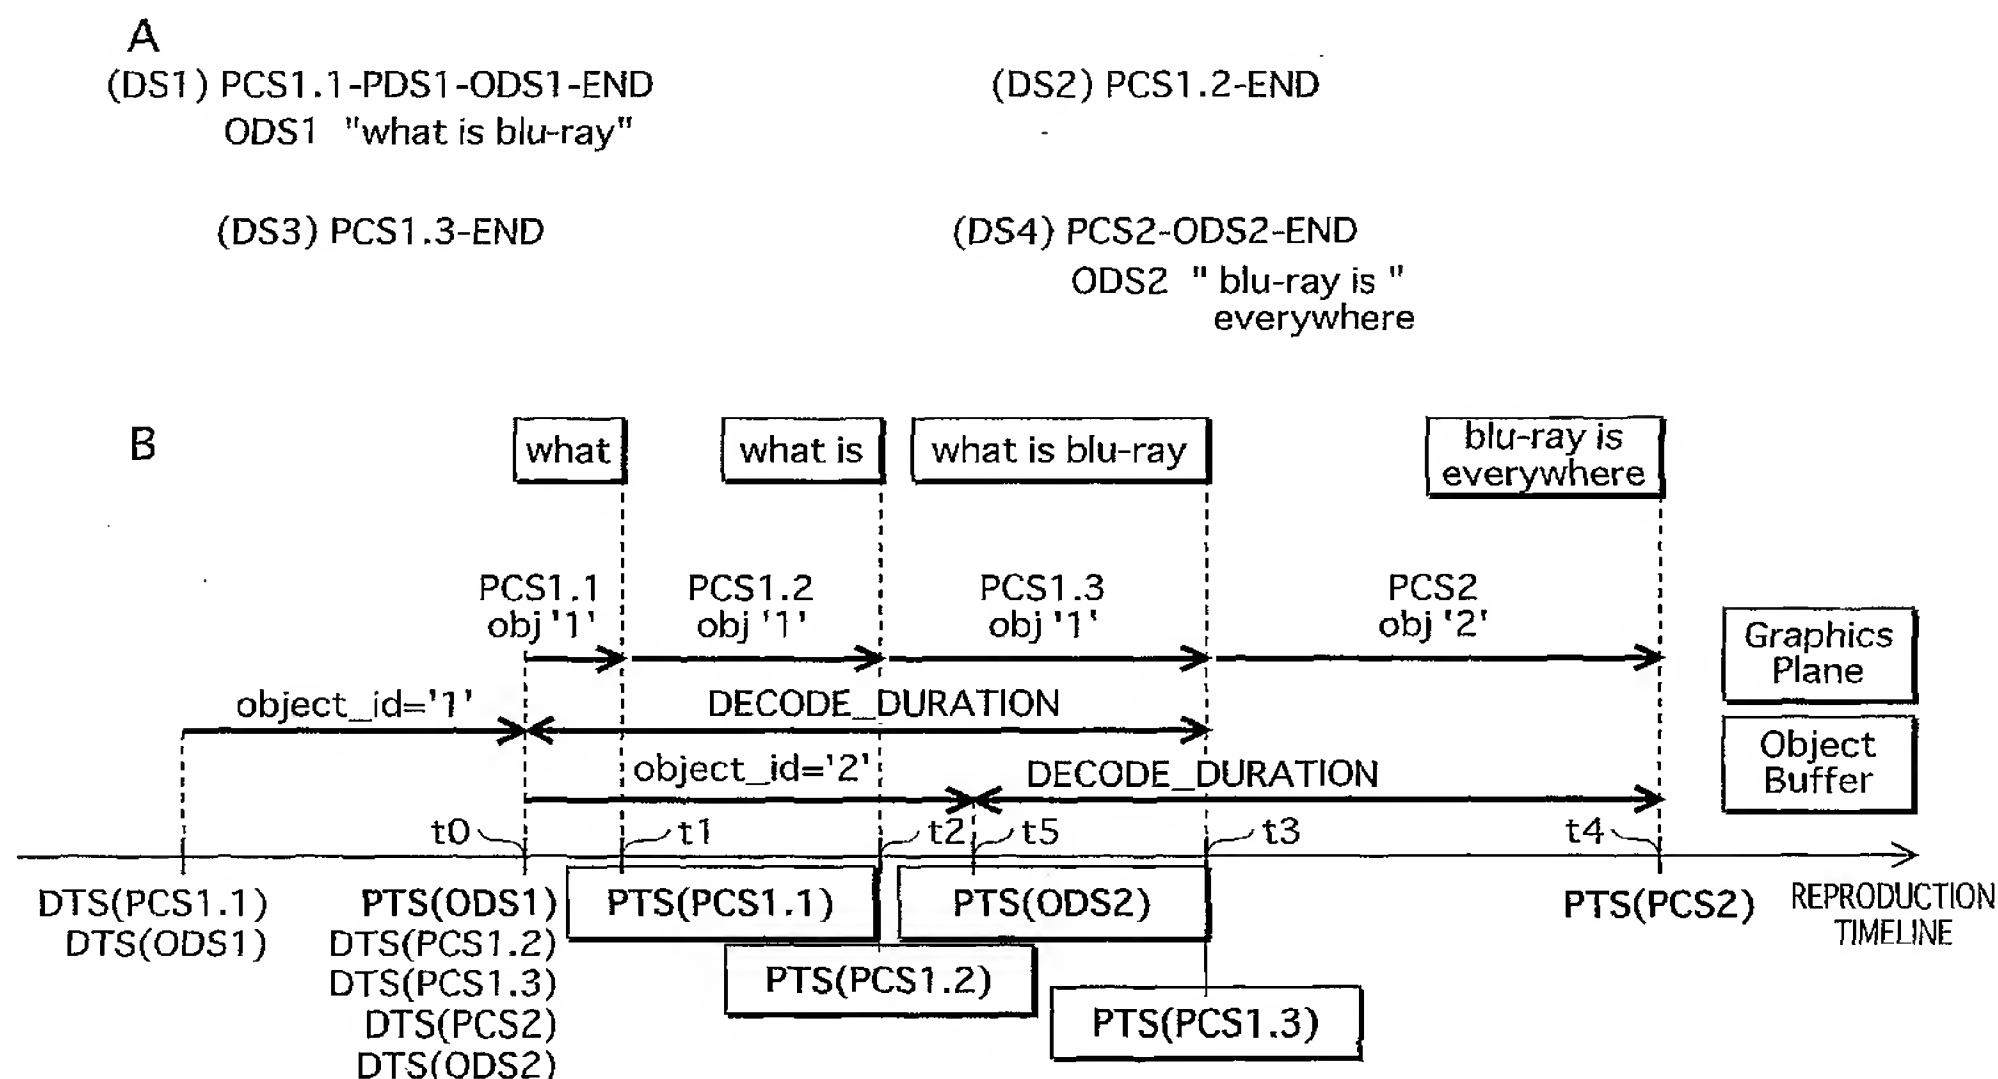 A
(DS1) PCS1.1-PDS1-ODS1-END
ODS1 "what is blu-ray"
(DS2) PCS1.2-END
(DS3) PCS1.3-END
(DS4) PCS2-ODS2-END
ODS2 " blu-ray is "
everywhere
B
what
what is
what is blu-ray
blu-ray is
everywhere
PCS1.1
obj '1'
PCS1.2
obj '1'
PCS1.3
obj '1'
PCS2
obj '2'
Graphics
Plane
object_id='1'
DECODE_DURATION
object_id='2'
DECODE_DURATION
Object
Buffer
t0
t1
t2
t5
t3
t4
DTS(PCS1.1)
DTS(ODS1)
PTS(ODS1)
DTS(PCS1.2)
DTS(PCS1.3)
DTS(PCS2)
DTS(ODS2)
PTS(PCS1.1)
PTS(PCS1.2)
PTS(ODS2)
PTS(PCS1.3)
PTS(PCS2)
REPRODUCTION
TIMELINE